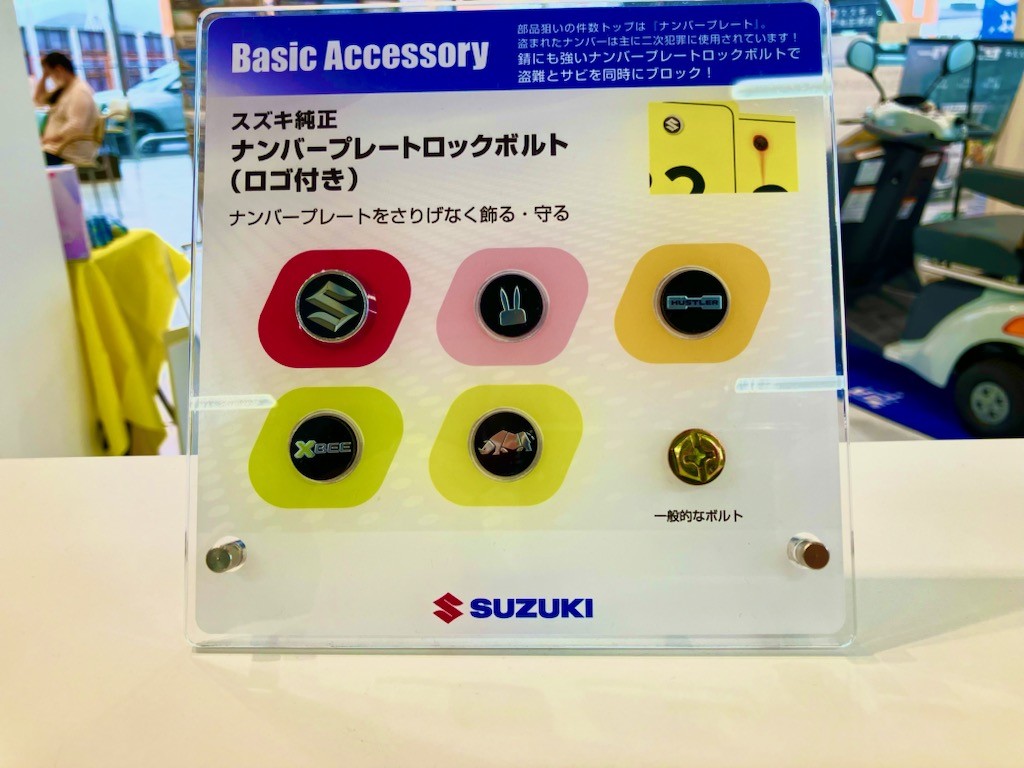 Basic Accessory
部品狙いの件数トップは『ナンバープレート』。
盗まれたナンバーは主に二次犯罪に使用されています！
錆にも強いナンバープレートロックボルトで
盗難とサビを同時にブロック！
スズキ純正
ナンバープレートロックボルト
（ロゴ付き）
ナンバープレートをさりげなく飾る・守る
HUSTLER
XBEE
一般的なボルト
SUZUKI